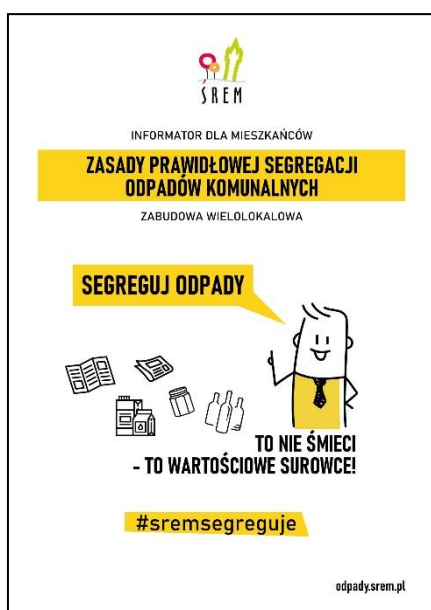 ŚREM
INFORMATOR DLA MIESZKAŃCÓW
ZASADY PRAWIDŁOWEJ SEGREGACJI
ODPADÓW KOMUNALNYCH
ZABUDOWA WIELOLOKALOWA
SEGREGUJ ODPADY
TO NIE ŚMIECI
- TO WARTOŚCIOWE SUROWCE!
#sremsegreguje
odpady.srem.pl